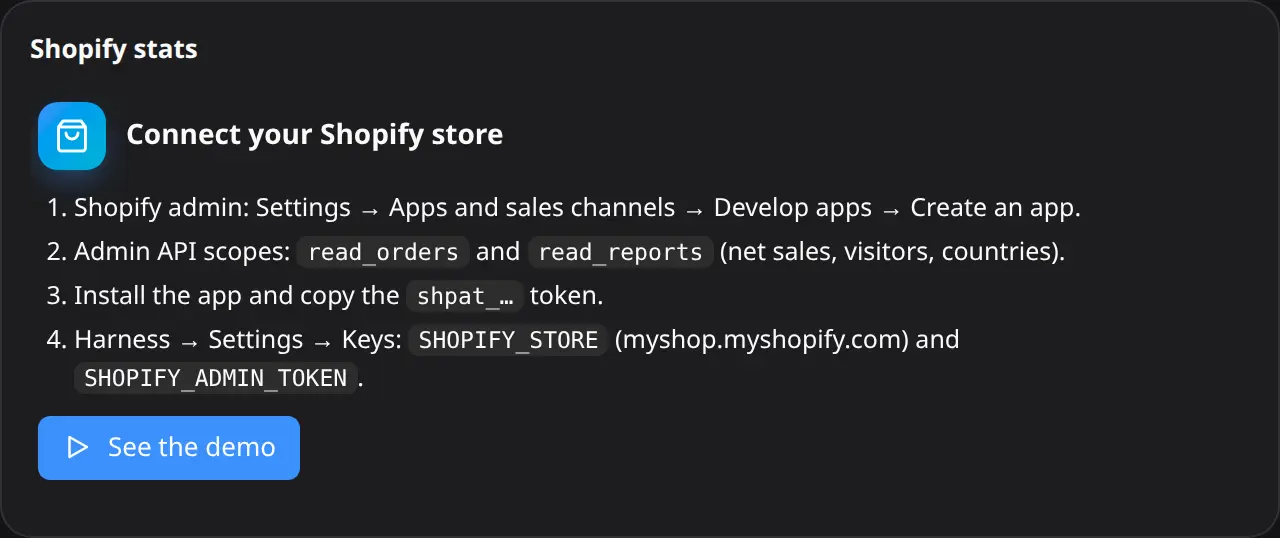 Shopify stats
Connect your Shopify store
1. Shopify admin: Settings → Apps and sales channels → Develop apps → Create an app.
2. Admin API scopes: read_orders and read_reports (net sales, visitors, countries).
3. Install the app and copy the shpat_… token.
4. Harness → Settings → Keys: SHOPIFY_STORE (myshop.myshopify.com) and
SHOPIFY_ADMIN_TOKEN.
See the demo